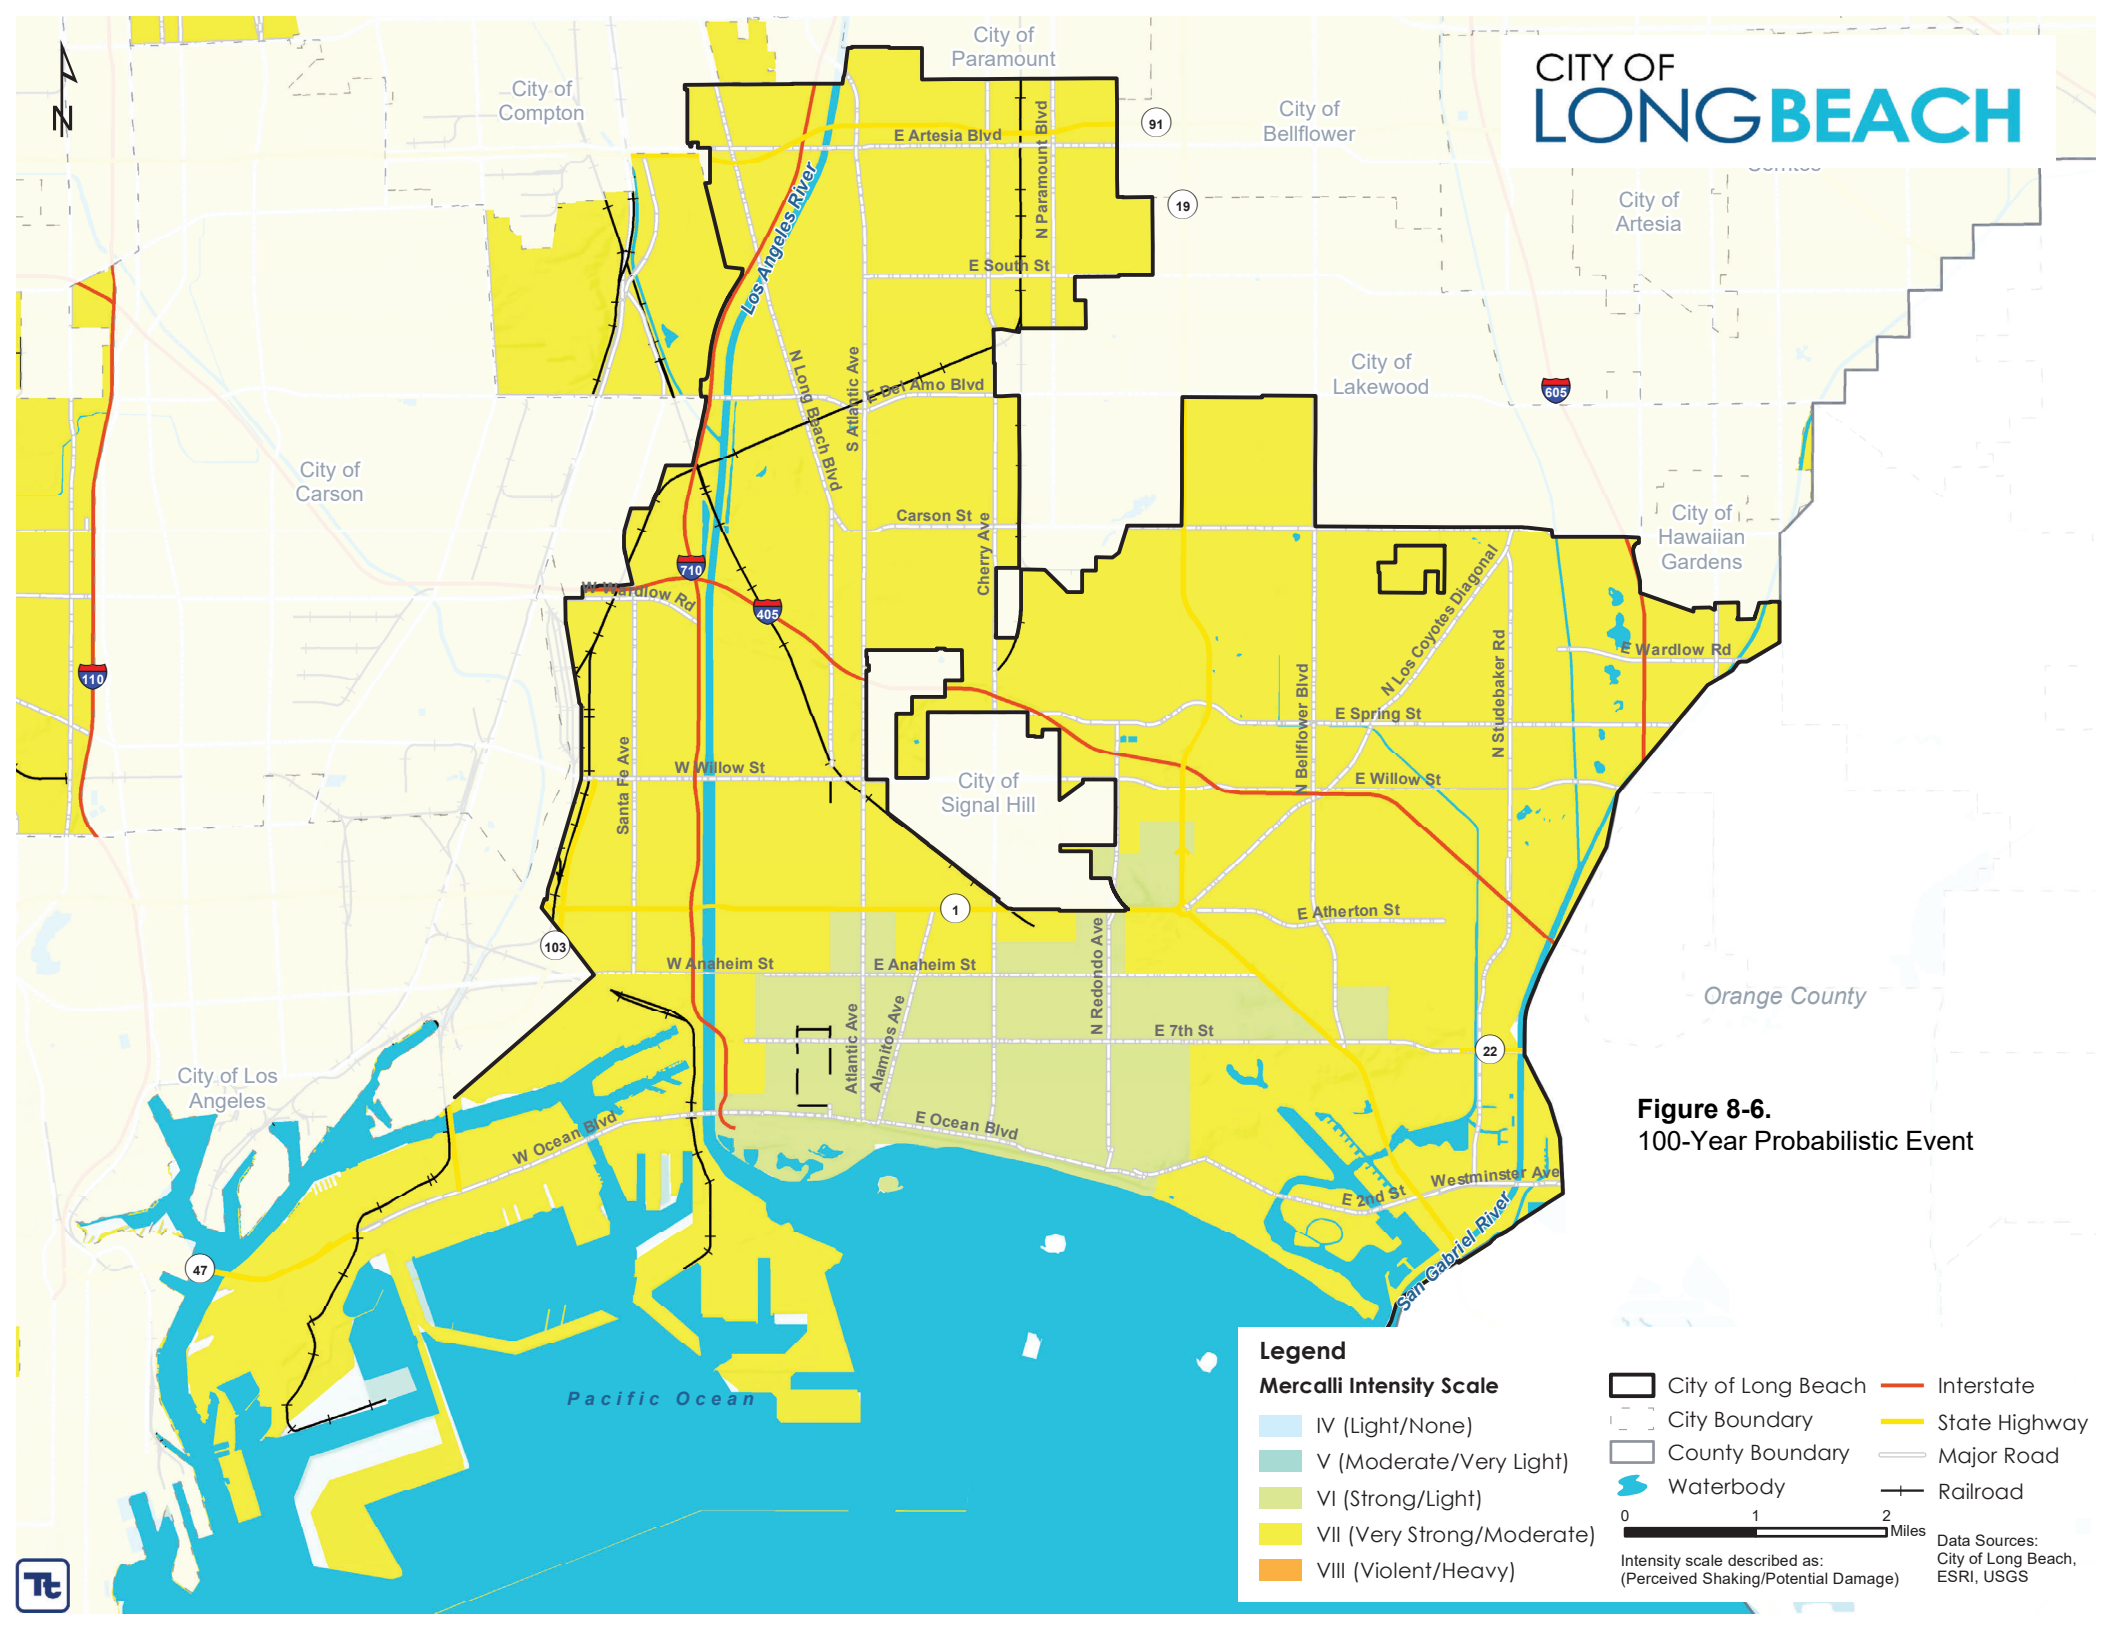 N
City of
Compton
City of
Paramount
City of
Bellflower
CITY OF
LONGBEACH
City of
Artesia
E Artesia Blvd
91
N Paramount Blvd
19
Los Angeles River
E South St
N Long Beach Blvd
S Atlantic Ave
E Del Amo Blvd
City of
Lakewood
605
City of
Carson
Carson St
Cherry Ave
City of
Hawaiian
Gardens
710
W Wardlow Rd
405
N Los Coyotes Diagonal
N Studebaker Rd
E Wardlow Rd
110
N Bellflower Blvd
E Spring St
Santa Fe Ave
W Willow St
City of
Signal Hill
E Willow St
1
E Atherton St
103
W Anaheim St
E Anaheim St
N Redondo Ave
Orange County
Atlantic Ave
Alamitos Ave
E 7th St
22
City of Los
Angeles
W Ocean Blvd
E Ocean Blvd
Figure 8-6.
100-Year Probabilistic Event
E 2nd St
Westminster Ave
San Gabriel River
47
Pacific Ocean
Legend
Mercalli Intensity Scale
IV (Light/None)
V (Moderate/Very Light)
VI (Strong/Light)
VII (Very Strong/Moderate)
VIII (Violent/Heavy)
City of Long Beach
City Boundary
County Boundary
Waterbody
Interstate
State Highway
Major Road
Railroad
0 1 2
Miles
Intensity scale described as:
(Perceived Shaking/Potential Damage)
Data Sources:
City of Long Beach,
ESRI, USGS
Tt